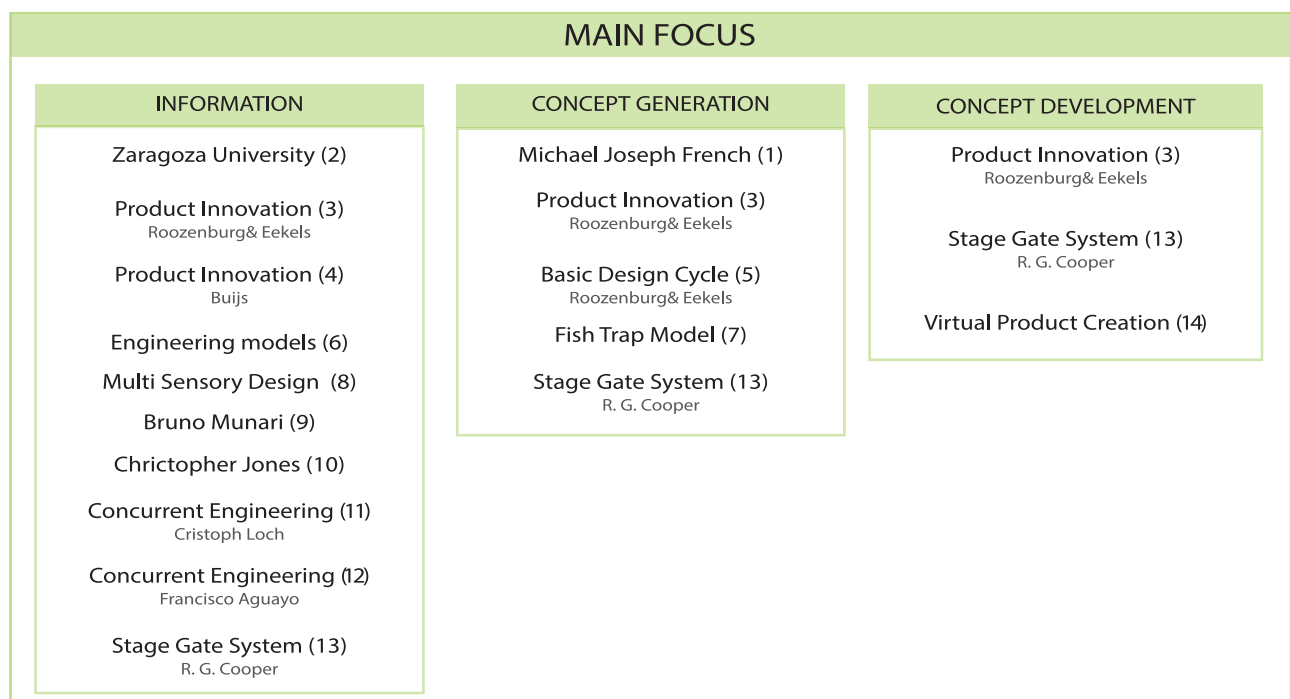 MAIN FOCUS
INFORMATION
Zaragoza University (2)
Product Innovation (3)
Roozenburg& Eekels
Product Innovation (4)
Buijs
Engineering models (6)
Multi Sensory Design (8)
Bruno Munari (9)
Chrictopher Jones (10)
Concurrent Engineering (11)
Cristoph Loch
Concurrent Engineering (12)
Francisco Aguayo
Stage Gate System (13)
R. G. Cooper
CONCEPT GENERATION
Michael Joseph French (1)
Product Innovation (3)
Roozenburg& Eekels
Basic Design Cycle (5)
Roozenburg& Eekels
Fish Trap Model (7)
Stage Gate System (13)
R. G. Cooper
CONCEPT DEVELOPMENT
Product Innovation (3)
Roozenburg& Eekels
Stage Gate System (13)
R. G. Cooper
Virtual Product Creation (14)